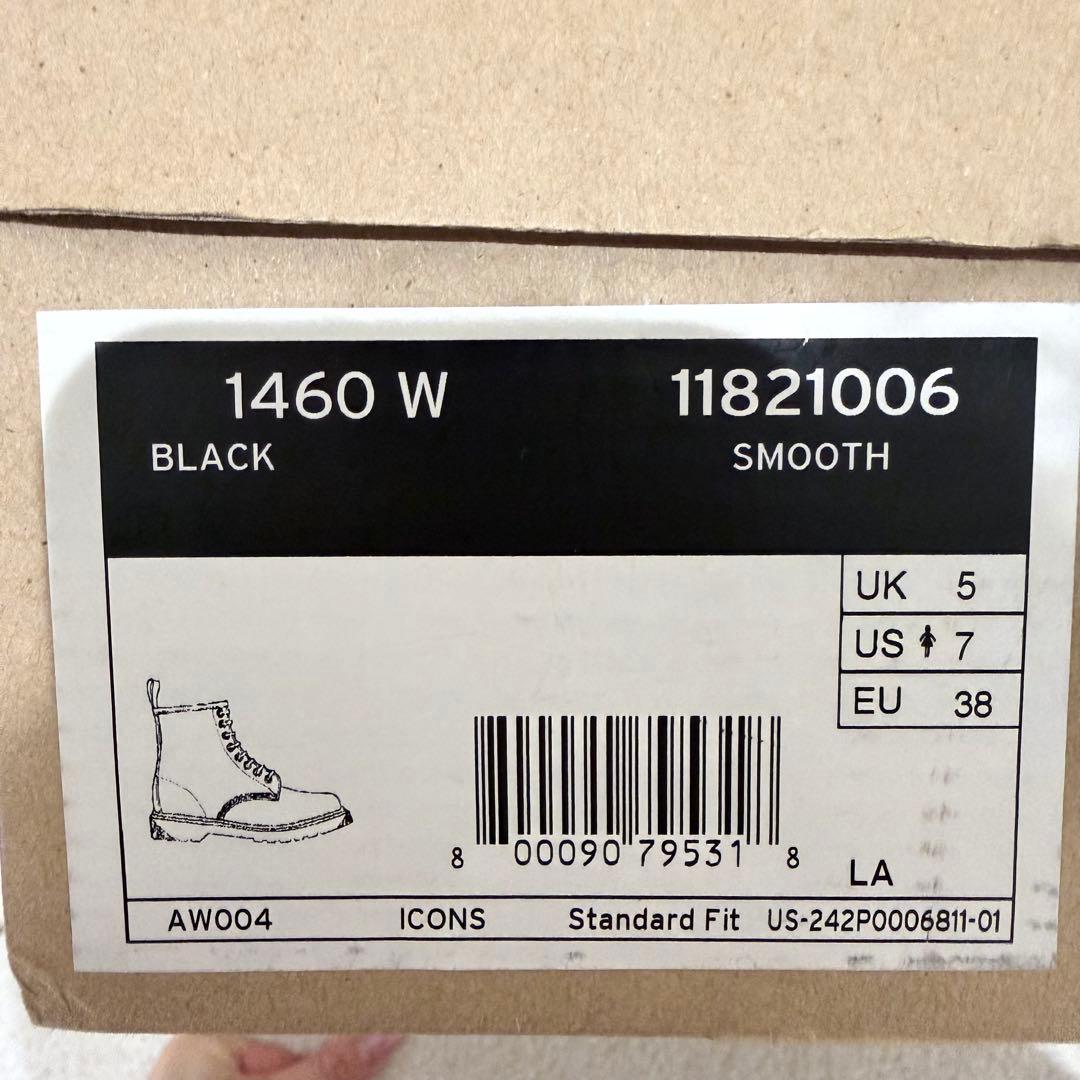 1460 W 11821006
BLACK SMOOTH
UK 5
US 7
EU 38
8 00090 79531 8
LA
AW004 ICONS Standard Fit US-242P0006811-01